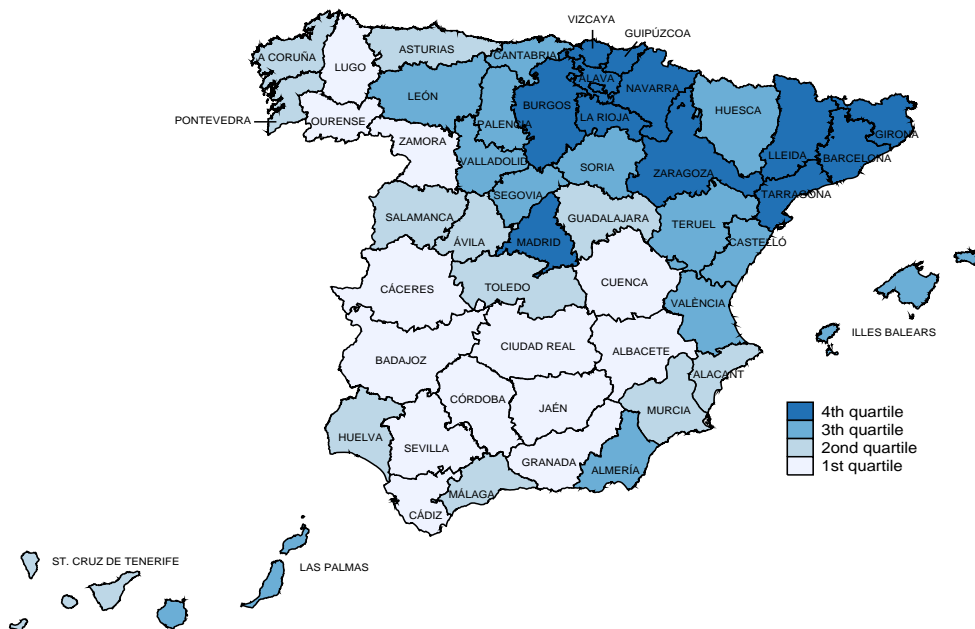 VIZCAYA
GUIPÚZCOA
A CORUÑA
ASTURIAS
CANTABRIA
LUGO
ÁLAVA
NAVARRA
LEÓN
BURGOS
HUESCA
PONTEVEDRA
OURENSE
PALENCIA
LA RIOJA
GIRONA
ZAMORA
LLEIDA
BARCELONA
VALLADOLID
SORIA
ZARAGOZA
SEGOVIA
TARRAGONA
SALAMANCA
GUADALAJARA
TERUEL
ÁVILA
MADRID
CASTELLÓ
CÁCERES
TOLEDO
CUENCA
VALÈNCIA
ILLES BALEARS
BADAJOZ
CIUDAD REAL
ALBACETE
ALACANT
CÓRDOBA
JAÉN
MURCIA
HUELVA
SEVILLA
GRANADA
ALMERÍA
MÁLAGA
CÁDIZ
4th quartile
3th quartile
2ond quartile
1st quartile
ST. CRUZ DE TENERIFE
LAS PALMAS